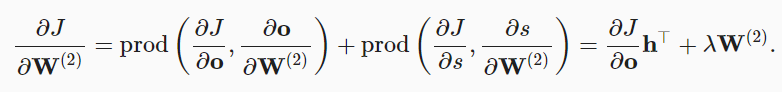 ∂J/∂𝐖⁽²⁾ = prod(∂J/∂𝐨, ∂𝐨/∂𝐖⁽²⁾) + prod(∂J/∂s, ∂s/∂𝐖⁽²⁾) = ∂J/∂𝐨 𝐡⊤ + λ𝐖⁽²⁾.